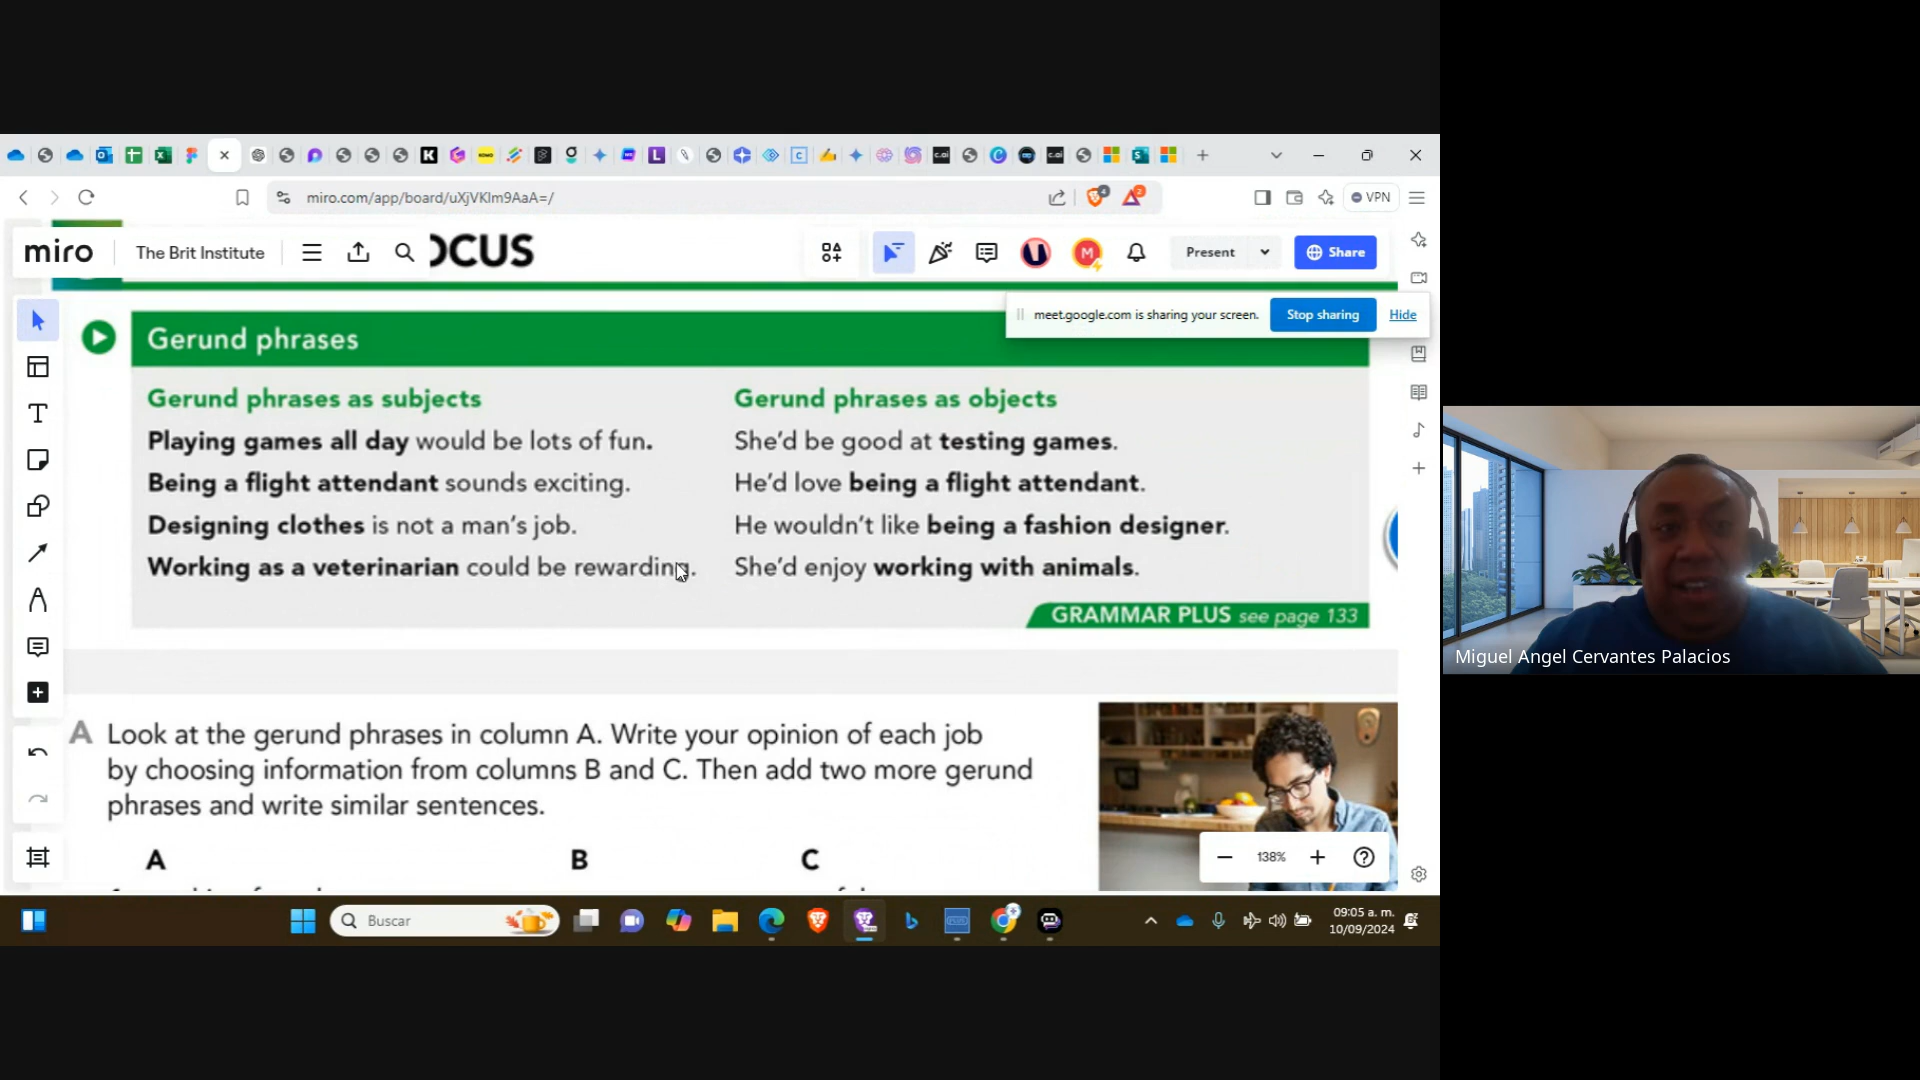 miro.com/app/board/uXjVKlm9AaA=/
4
2
VPN
miro
The Brit Institute
OCUS
M
Present
Share
meet.google.com is sharing your screen.
Stop sharing
Hide
Gerund phrases
Gerund phrases as subjects
Playing games all day would be lots of fun.
Being a flight attendant sounds exciting.
Designing clothes is not a man's job.
Working as a veterinarian could be rewarding.
Gerund phrases as objects
She'd be good at testing games.
He'd love being a flight attendant.
He wouldn't like being a fashion designer.
She'd enjoy working with animals.
GRAMMAR PLUS see page 133
A Look at the gerund phrases in column A. Write your opinion of each job
by choosing information from columns B and C. Then add two more gerund
phrases and write similar sentences.
A B C
138%
Miguel Angel Cervantes Palacios
Buscar
09:05 a. m.
10/09/2024